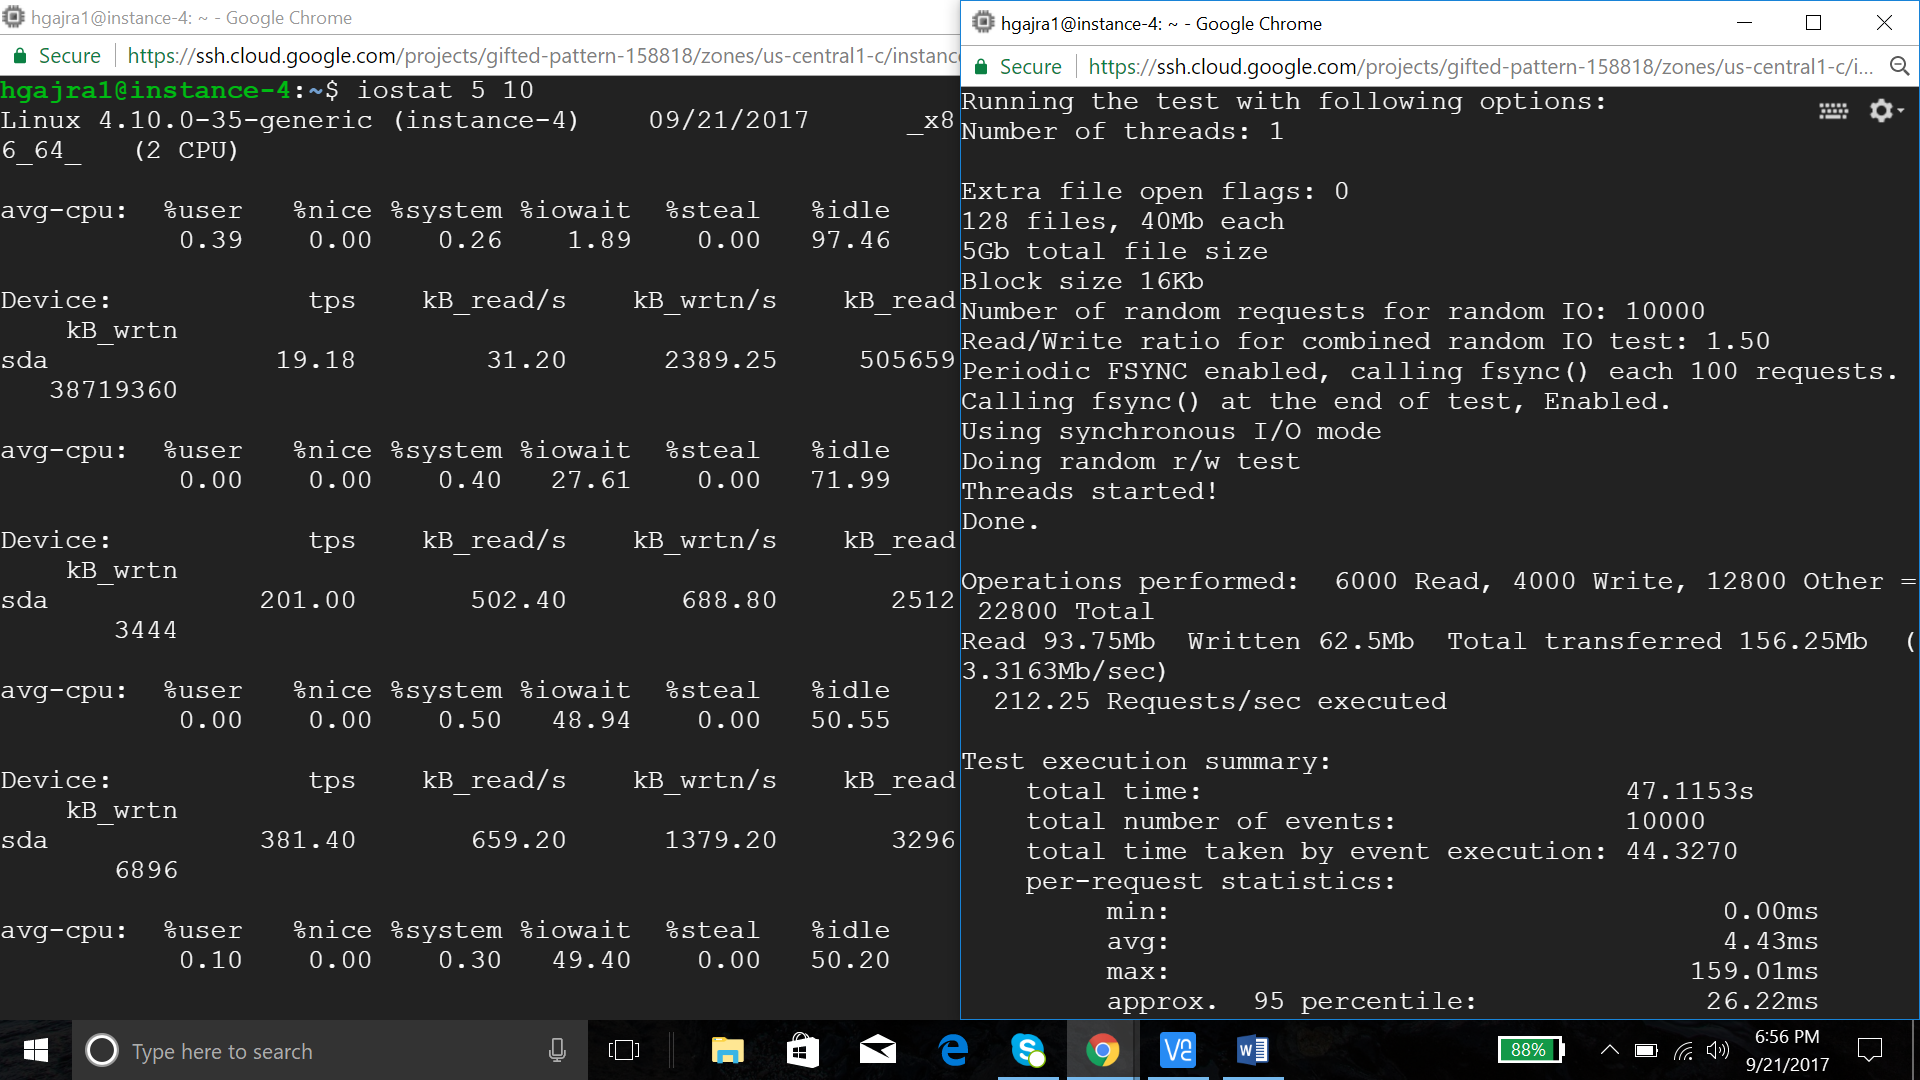 hgajra1@instance-4: ~ - Google Chrome
Secure https://ssh.cloud.google.com/projects/gifted-pattern-158818/zones/us-central1-c/instanc
hgajra1@instance-4:~$ iostat 5 10
Linux 4.10.0-35-generic (instance-4) 09/21/2017 _x8
6_64_ (2 CPU)
avg-cpu: %user %nice %system %iowait %steal %idle
0.39 0.00 0.26 1.89 0.00 97.46
Device: tps kB_read/s kB_wrtn/s kB_read
kB_wrtn
sda 19.18 31.20 2389.25 505659
38719360
avg-cpu: %user %nice %system %iowait %steal %idle
0.00 0.00 0.40 27.61 0.00 71.99
Device: tps kB_read/s kB_wrtn/s kB_read
kB_wrtn
sda 201.00 502.40 688.80 2512
3444
avg-cpu: %user %nice %system %iowait %steal %idle
0.00 0.00 0.50 48.94 0.00 50.55
Device: tps kB_read/s kB_wrtn/s kB_read
kB_wrtn
sda 381.40 659.20 1379.20 3296
6896
avg-cpu: %user %nice %system %iowait %steal %idle
0.10 0.00 0.30 49.40 0.00 50.20
hgajra1@instance-4: ~ - Google Chrome
Secure https://ssh.cloud.google.com/projects/gifted-pattern-158818/zones/us-central1-c/i...
Running the test with following options:
Number of threads: 1
Extra file open flags: 0
128 files, 40Mb each
5Gb total file size
Block size 16Kb
Number of random requests for random IO: 10000
Read/Write ratio for combined random IO test: 1.50
Periodic FSYNC enabled, calling fsync() each 100 requests.
Calling fsync() at the end of test, Enabled.
Using synchronous I/O mode
Doing random r/w test
Threads started!
Done.
Operations performed: 6000 Read, 4000 Write, 12800 Other =
22800 Total
Read 93.75Mb Written 62.5Mb Total transferred 156.25Mb (
3.3163Mb/sec)
212.25 Requests/sec executed
Test execution summary:
total time: 47.1153s
total number of events: 10000
total time taken by event execution: 44.3270
per-request statistics:
min: 0.00ms
avg: 4.43ms
max: 159.01ms
approx. 95 percentile: 26.22ms
Type here to search
88%
6:56 PM
9/21/2017